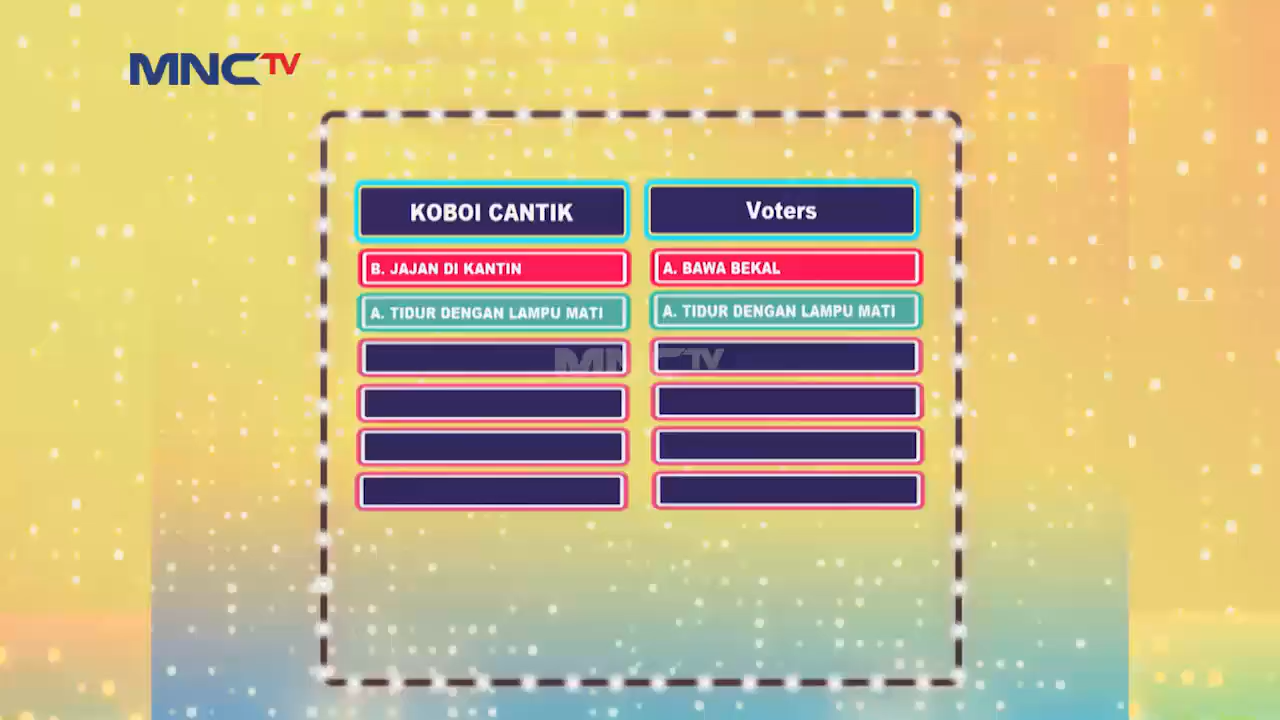 MNCTV
KOBOI CANTIK
Voters
B. JAJAN DI KANTIN
A. BAWA BEKAL
A. TIDUR DENGAN LAMPU MATI
A. TIDUR DENGAN LAMPU MATI
MNCTV